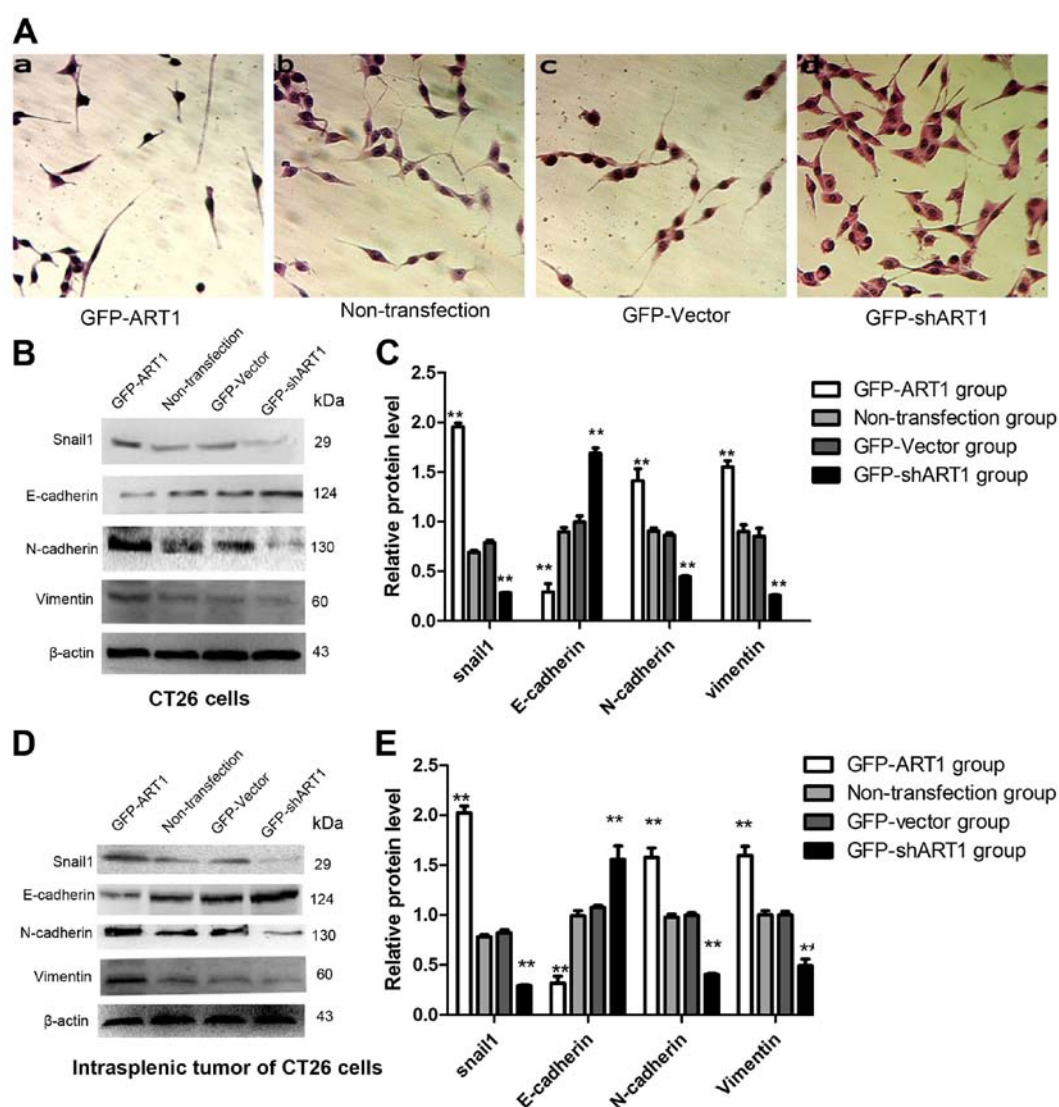 A
a
b
c
d
GFP-ART1
Non-transfection
GFP-Vector
GFP-shART1
B
GFP-ART1
Non-transfection
GFP-Vector
GFP-shART1
kDa
Snail1
29
E-cadherin
124
N-cadherin
130
Vimentin
60
β-actin
43
CT26 cells
C
Relative protein level
2.5
2.0
1.5
1.0
0.5
0.0
**
**
**
**
**
**
**
**
snail1
E-cadherin
N-cadherin
vimentin
GFP-ART1 group
Non-transfection group
GFP-Vector group
GFP-shART1 group
D
GFP-ART1
Non-transfection
GFP-Vector
GFP-shART1
kDa
Snail1
29
E-cadherin
124
N-cadherin
130
Vimentin
60
β-actin
43
Intrasplenic tumor of CT26 cells
E
Relative protein level
2.5
2.0
1.5
1.0
0.5
0.0
**
**
**
**
**
**
**
**
snail1
E-cadherin
N-cadherin
Vimentin
GFP-ART1 group
Non-transfection group
GFP-vector group
GFP-shART1 group